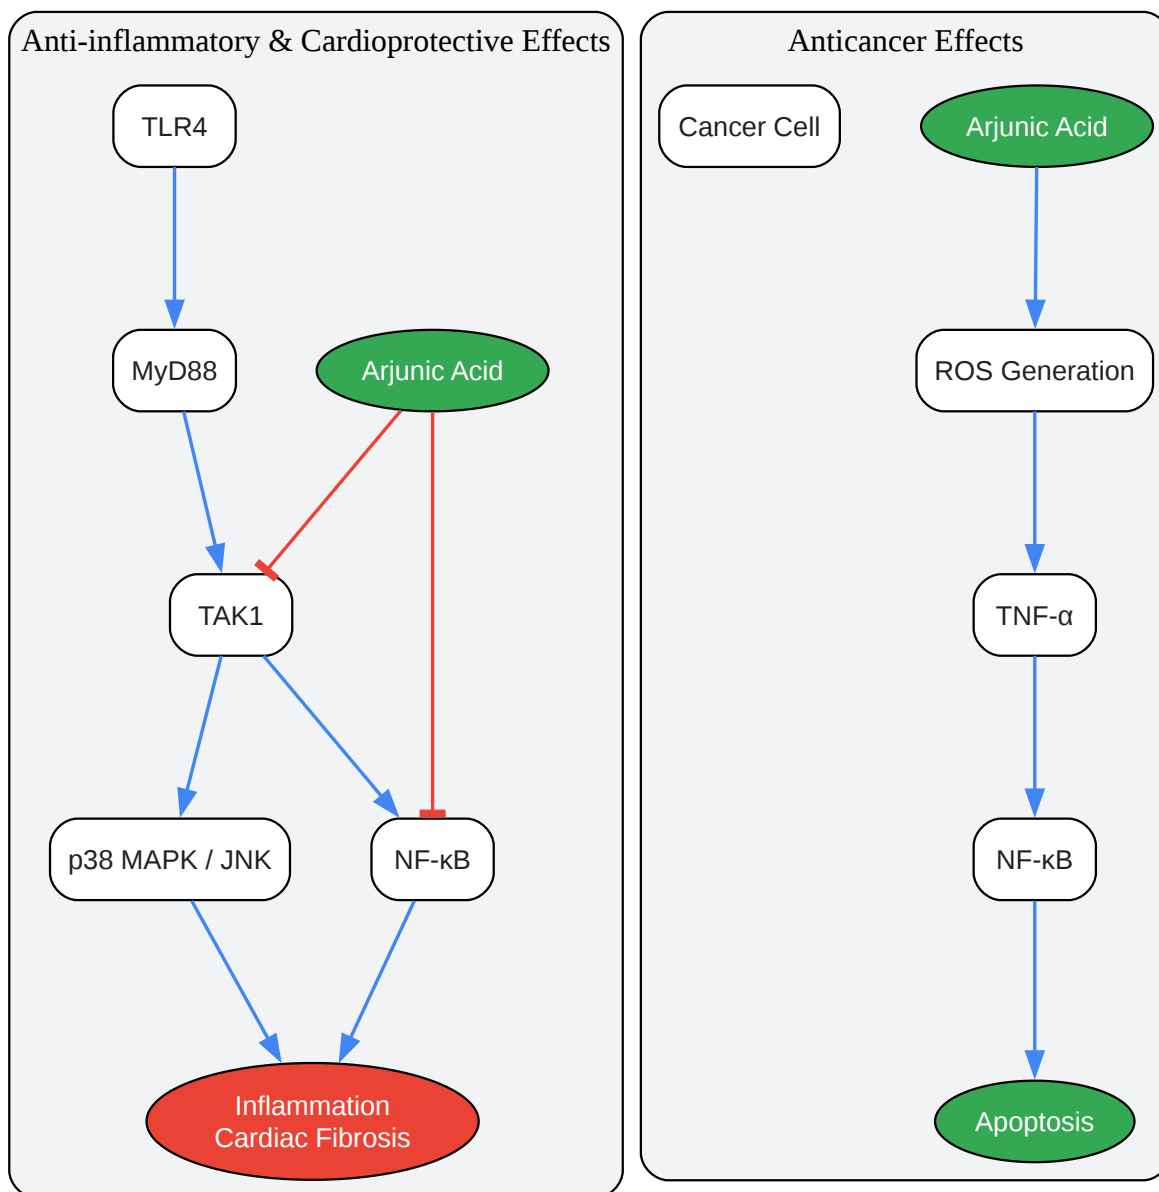 Anti-inflammatory & Cardioprotective Effects
TLR4
MyD88
Arjunic Acid
TAK1
p38 MAPK / JNK
NF-κB
Inflammation
Cardiac Fibrosis
Anticancer Effects
Cancer Cell
Arjunic Acid
ROS Generation
TNF-α
NF-κB
Apoptosis